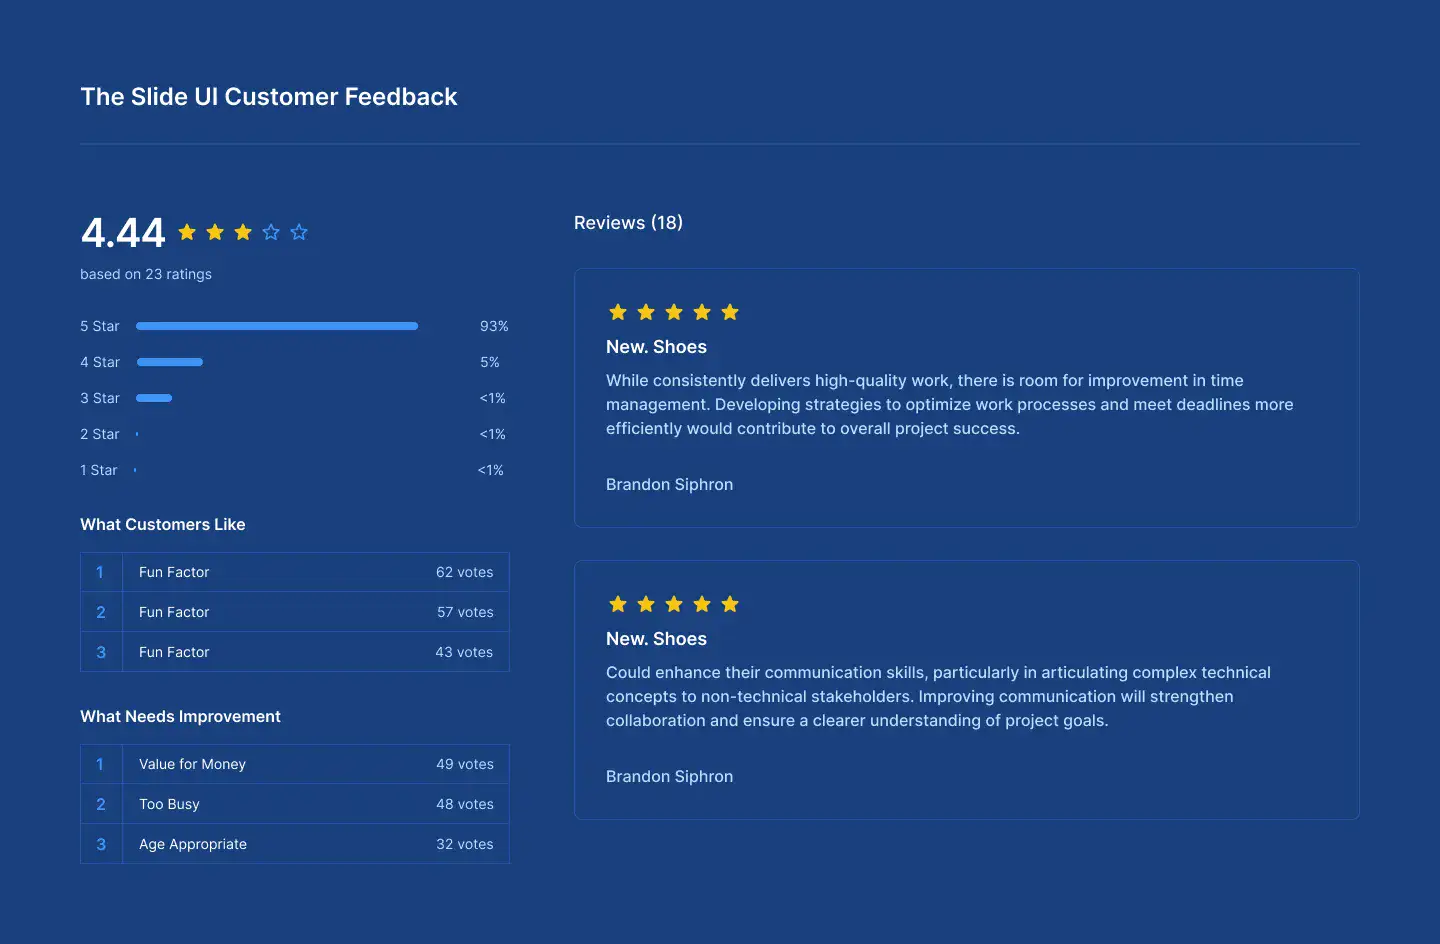 The Slide UI Customer Feedback
4.44
based on 23 ratings
5 Star 93%
4 Star 5%
3 Star <1%
2 Star <1%
1 Star <1%
What Customers Like
1 Fun Factor 62 votes
2 Fun Factor 57 votes
3 Fun Factor 43 votes
What Needs Improvement
1 Value for Money 49 votes
2 Too Busy 48 votes
3 Age Appropriate 32 votes
Reviews (18)
New. Shoes
While consistently delivers high-quality work, there is room for improvement in time
management. Developing strategies to optimize work processes and meet deadlines more
efficiently would contribute to overall project success.
Brandon Siphron
New. Shoes
Could enhance their communication skills, particularly in articulating complex technical
concepts to non-technical stakeholders. Improving communication will strengthen
collaboration and ensure a clearer understanding of project goals.
Brandon Siphron